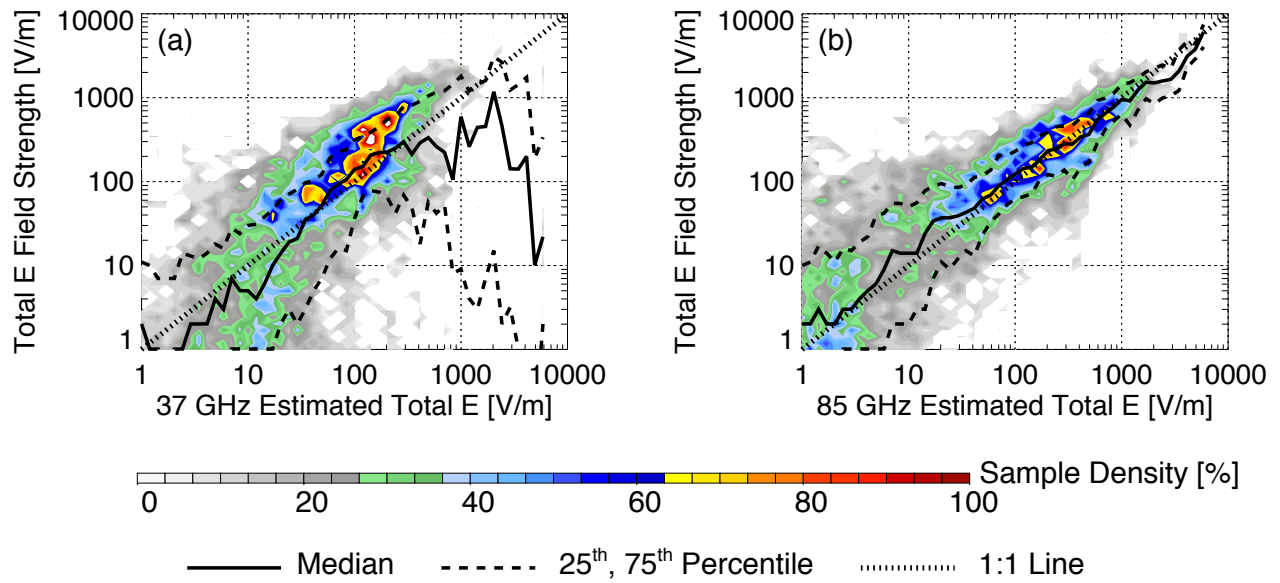 (a)
Total E Field Strength [V/m]
10000
1000
100
10
1
1 10 100 1000 10000
37 GHz Estimated Total E [V/m]
(b)
Total E Field Strength [V/m]
10000
1000
100
10
1
1 10 100 1000 10000
85 GHz Estimated Total E [V/m]
Sample Density [%]
0 20 40 60 80 100
Median 25th, 75th Percentile 1:1 Line